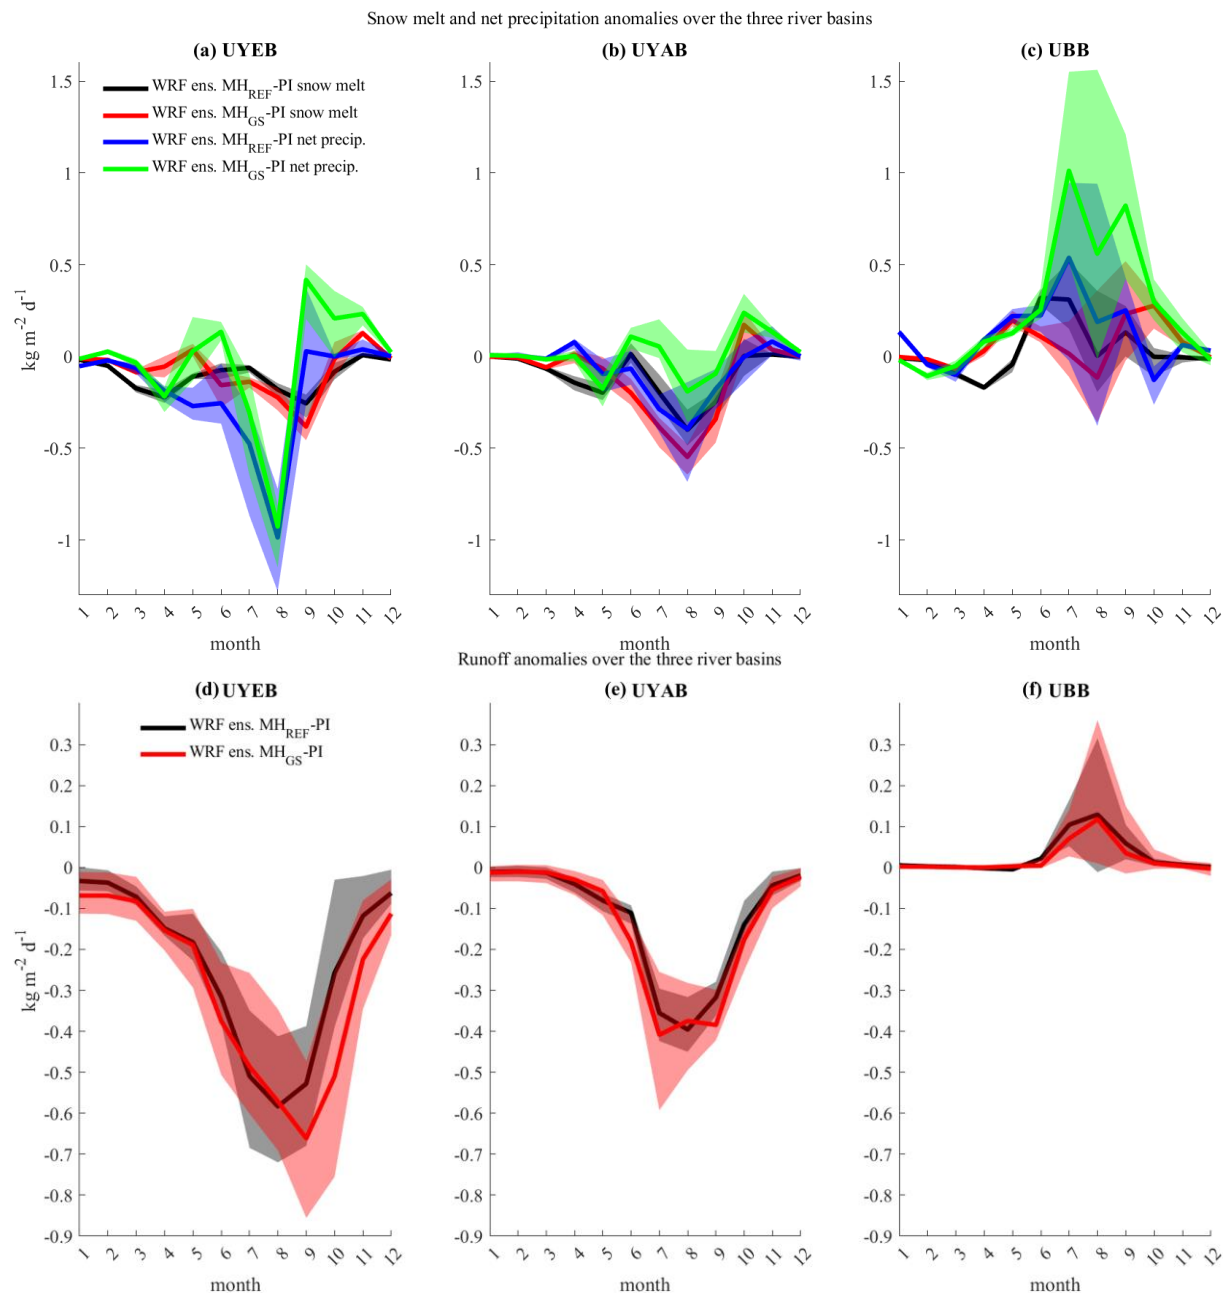 Snow melt and net precipitation anomalies over the three river basins
(a) UYEB
(b) UYAB
(c) UBB
WRF ens. MH_REF-PI snow melt
WRF ens. MH_GS-PI snow melt
WRF ens. MH_REF-PI net precip.
WRF ens. MH_GS-PI net precip.
kg m^-2 d^-1
1.5
1
0.5
0
-0.5
-1
1 2 3 4 5 6 7 8 9 10 11 12
month
1.5
1
0.5
0
-0.5
-1
1 2 3 4 5 6 7 8 9 10 11 12
month
1.5
1
0.5
0
-0.5
-1
1 2 3 4 5 6 7 8 9 10 11 12
month
Runoff anomalies over the three river basins
(d) UYEB
(e) UYAB
(f) UBB
WRF ens. MH_REF-PI
WRF ens. MH_GS-PI
kg m^-2 d^-1
0.3
0.2
0.1
0
-0.1
-0.2
-0.3
-0.4
-0.5
-0.6
-0.7
-0.8
-0.9
1 2 3 4 5 6 7 8 9 10 11 12
month
0.3
0.2
0.1
0
-0.1
-0.2
-0.3
-0.4
-0.5
-0.6
-0.7
-0.8
-0.9
1 2 3 4 5 6 7 8 9 10 11 12
month
0.3
0.2
0.1
0
-0.1
-0.2
-0.3
-0.4
-0.5
-0.6
-0.7
-0.8
-0.9
1 2 3 4 5 6 7 8 9 10 11 12
month